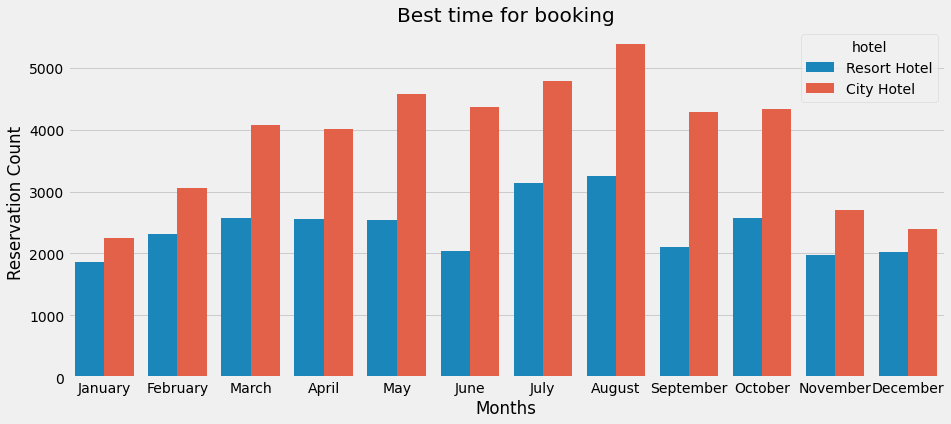 Best time for booking
hotel
Resort Hotel
City Hotel
Reservation Count
5000
4000
3000
2000
1000
0
January February March April May June July August September October November December
Months